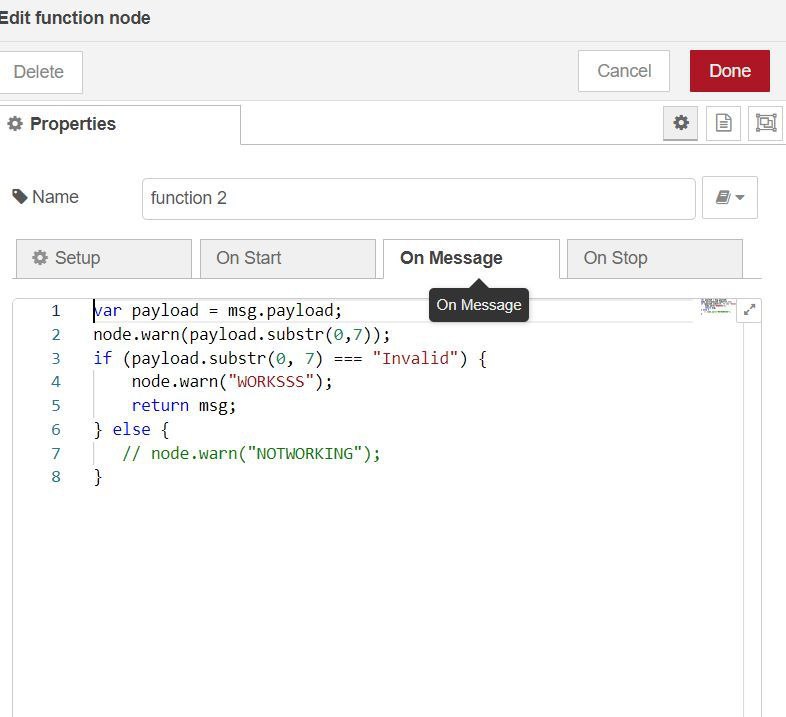 Edit function node
Delete
Cancel
Done
Properties
Name
function 2
Setup
On Start
On Message
On Stop
On Message
1 var payload = msg.payload;
2 node.warn(payload.substr(0,7));
3 if (payload.substr(0, 7) === "Invalid") {
4 node.warn("WORKSSS");
5 return msg;
6 } else {
7 // node.warn("NOTWORKING");
8 }